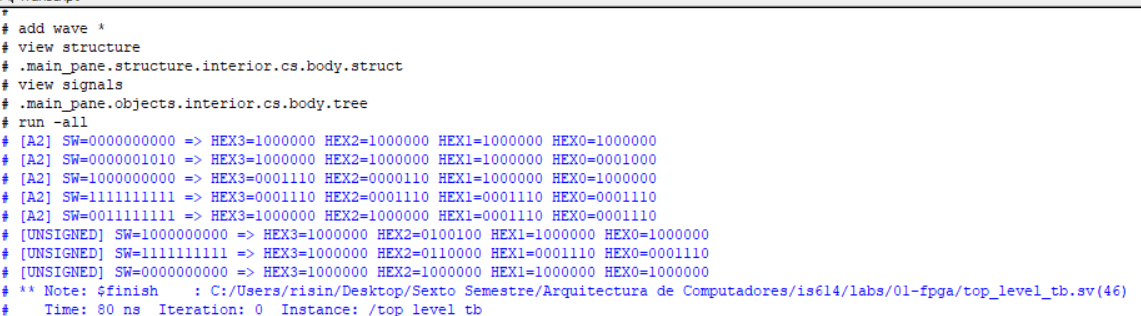 #
# add wave *
# view structure
# .main_pane.structure.interior.cs.body.struct
# view signals
# .main_pane.objects.interior.cs.body.tree
# run -all
# [A2] SW=0000000000 => HEX3=1000000 HEX2=1000000 HEX1=1000000 HEX0=1000000
# [A2] SW=0000001010 => HEX3=1000000 HEX2=1000000 HEX1=1000000 HEX0=0001000
# [A2] SW=1000000000 => HEX3=0001110 HEX2=0000110 HEX1=1000000 HEX0=1000000
# [A2] SW=1111111111 => HEX3=0001110 HEX2=0001110 HEX1=0001110 HEX0=0001110
# [A2] SW=0011111111 => HEX3=1000000 HEX2=1000000 HEX1=0001110 HEX0=0001110
# [UNSIGNED] SW=1000000000 => HEX3=1000000 HEX2=0100100 HEX1=1000000 HEX0=1000000
# [UNSIGNED] SW=1111111111 => HEX3=1000000 HEX2=0110000 HEX1=0001110 HEX0=0001110
# [UNSIGNED] SW=0000000000 => HEX3=1000000 HEX2=1000000 HEX1=1000000 HEX0=1000000
# ** Note: $finish    : C:/Users/risin/Desktop/Sexto Semestre/Arquitectura de Computadores/is614/labs/01-fpga/top_level_tb.sv(46)
#    Time: 80 ns  Iteration: 0  Instance: /top_level_tb